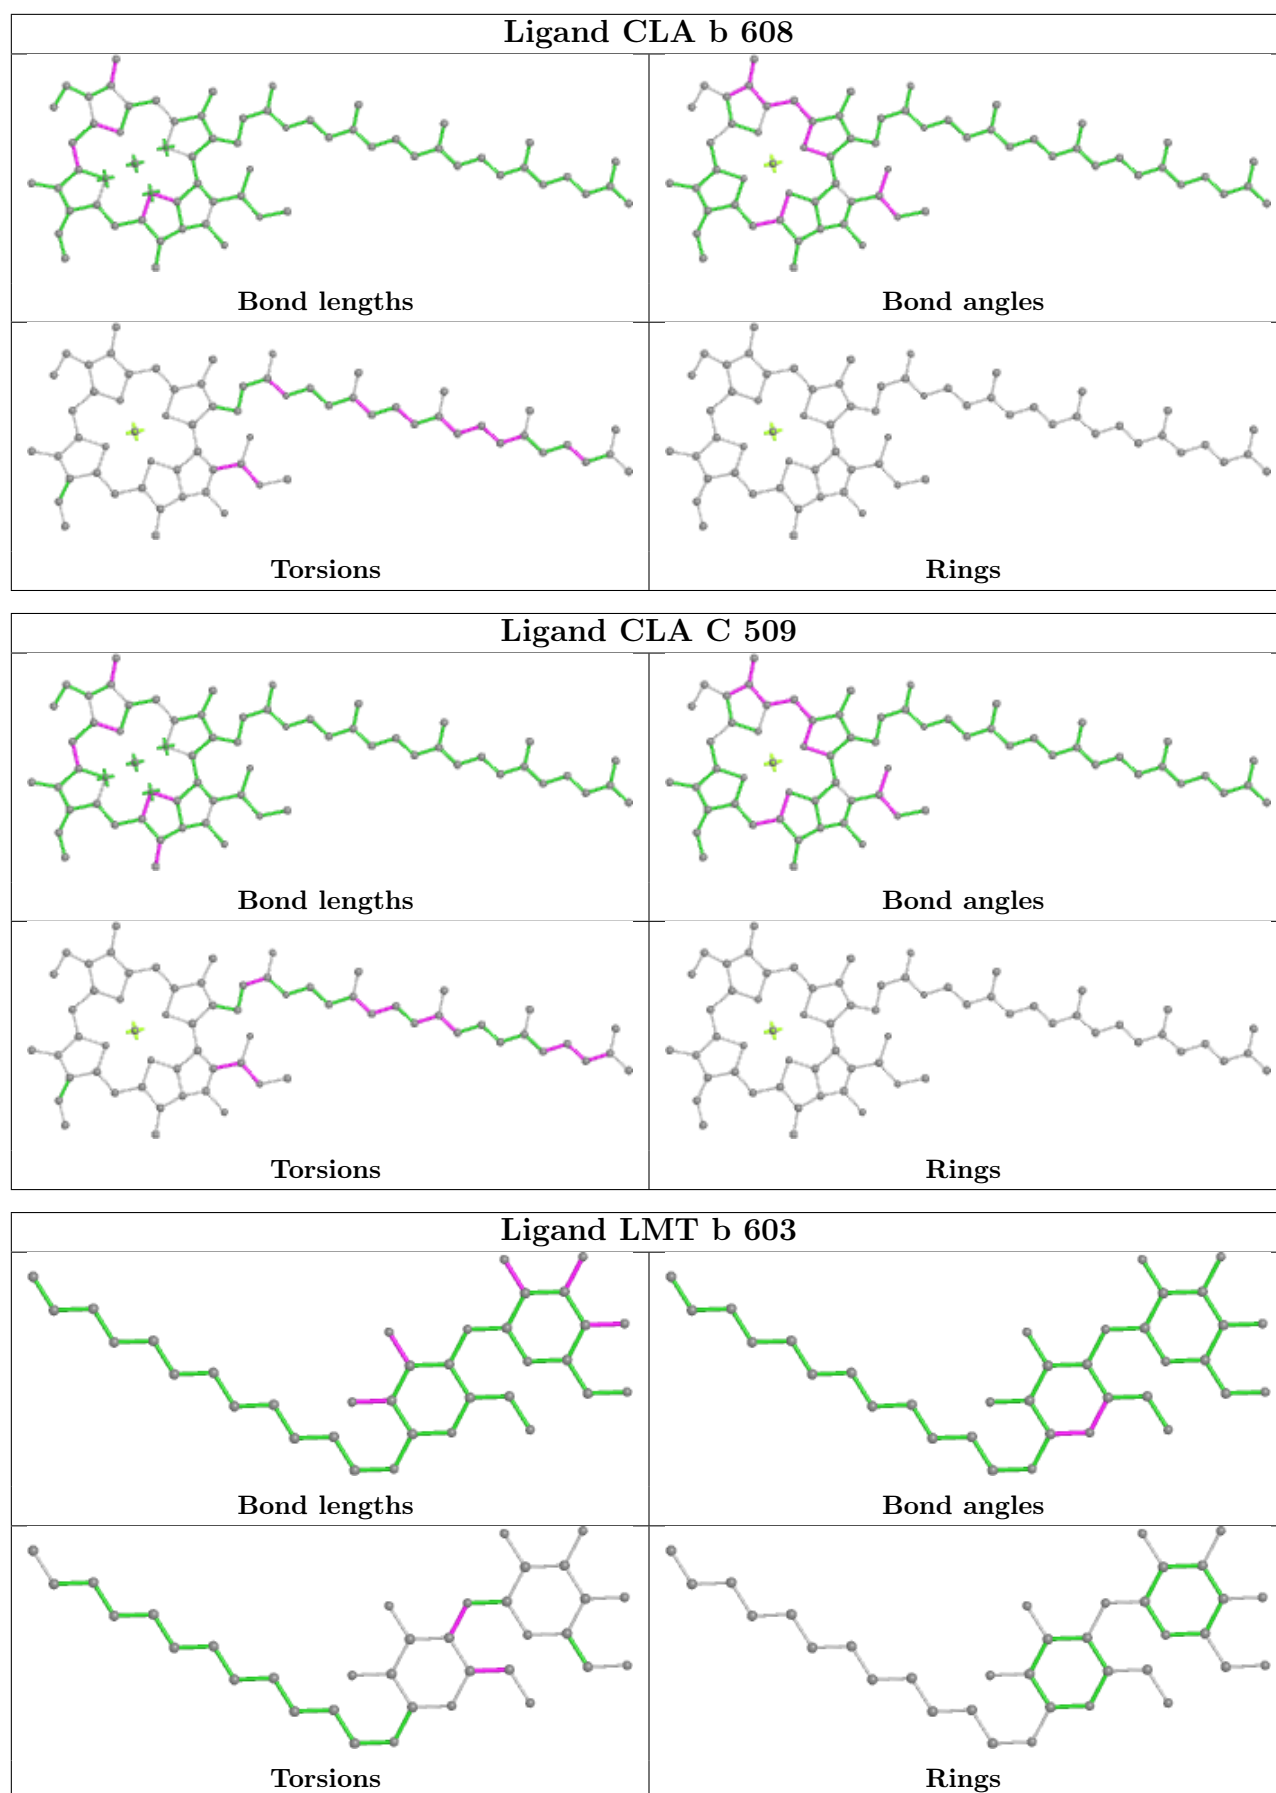 Ligand CLA b 608
Bond lengths
Bond angles
Torsions
Rings
Ligand CLA C 509
Bond lengths
Bond angles
Torsions
Rings
Ligand LMT b 603
Bond lengths
Bond angles
Torsions
Rings